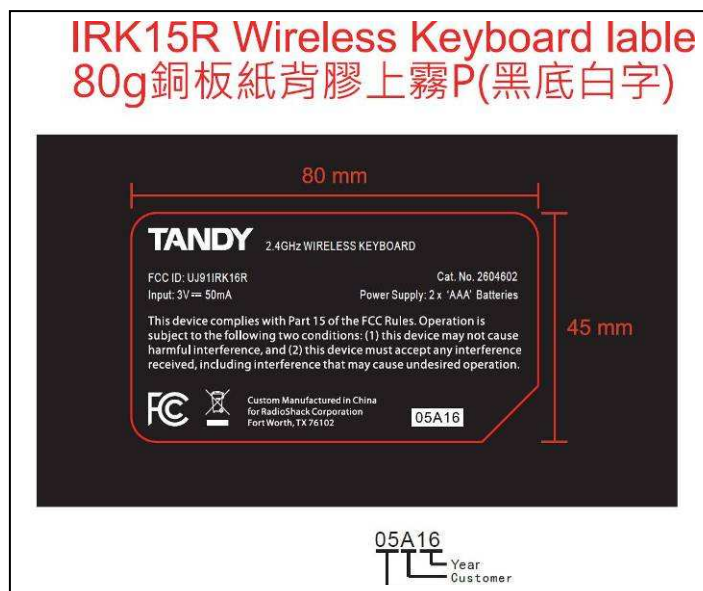 IRK15R Wireless Keyboard lable
80g銅板紙背膠上霧P(黑底白字)
80 mm
TANDY 2.4GHz WIRELESS KEYBOARD
FCC ID: UJ91IRK16R Cat. No. 2604602
Input: 3V⎓ 50mA Power Supply: 2 x 'AAA' Batteries
This device complies with Part 15 of the FCC Rules. Operation is
subject to the following two conditions: (1) this device may not cause
harmful interference, and (2) this device must accept any interference
received, including interference that may cause undesired operation.
45 mm
FC
Custom Manufactured in China
for RadioShack Corporation
Fort Worth, TX 76102
05A16
05A16
Year
Customer